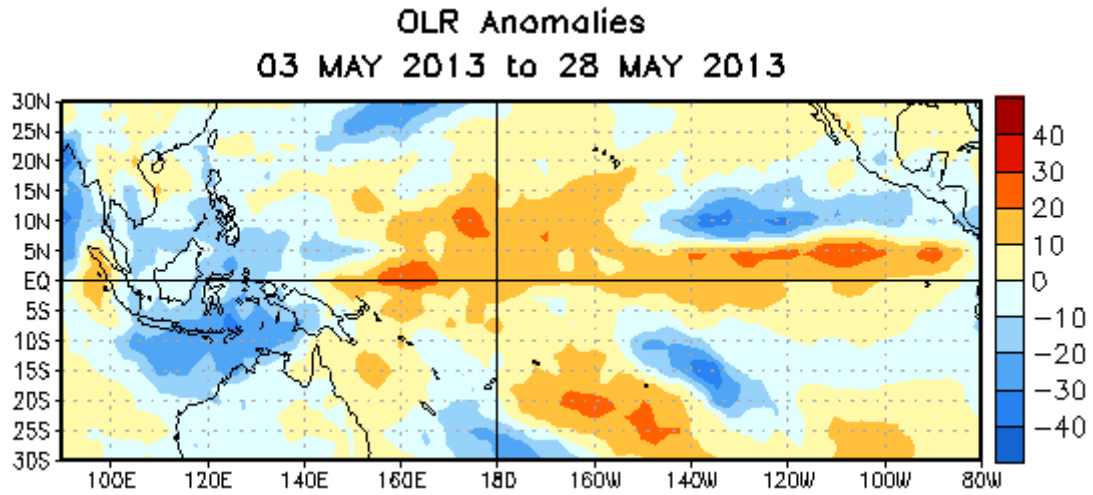 OLR Anomalies
03 MAY 2013 to 28 MAY 2013
30N
25N
20N
15N
10N
5N
EQ
5S
10S
15S
20S
25S
30S
100E 120E 140E 160E 180 160W 140W 120W 100W 80W
40
30
20
10
0
-10
-20
-30
-40